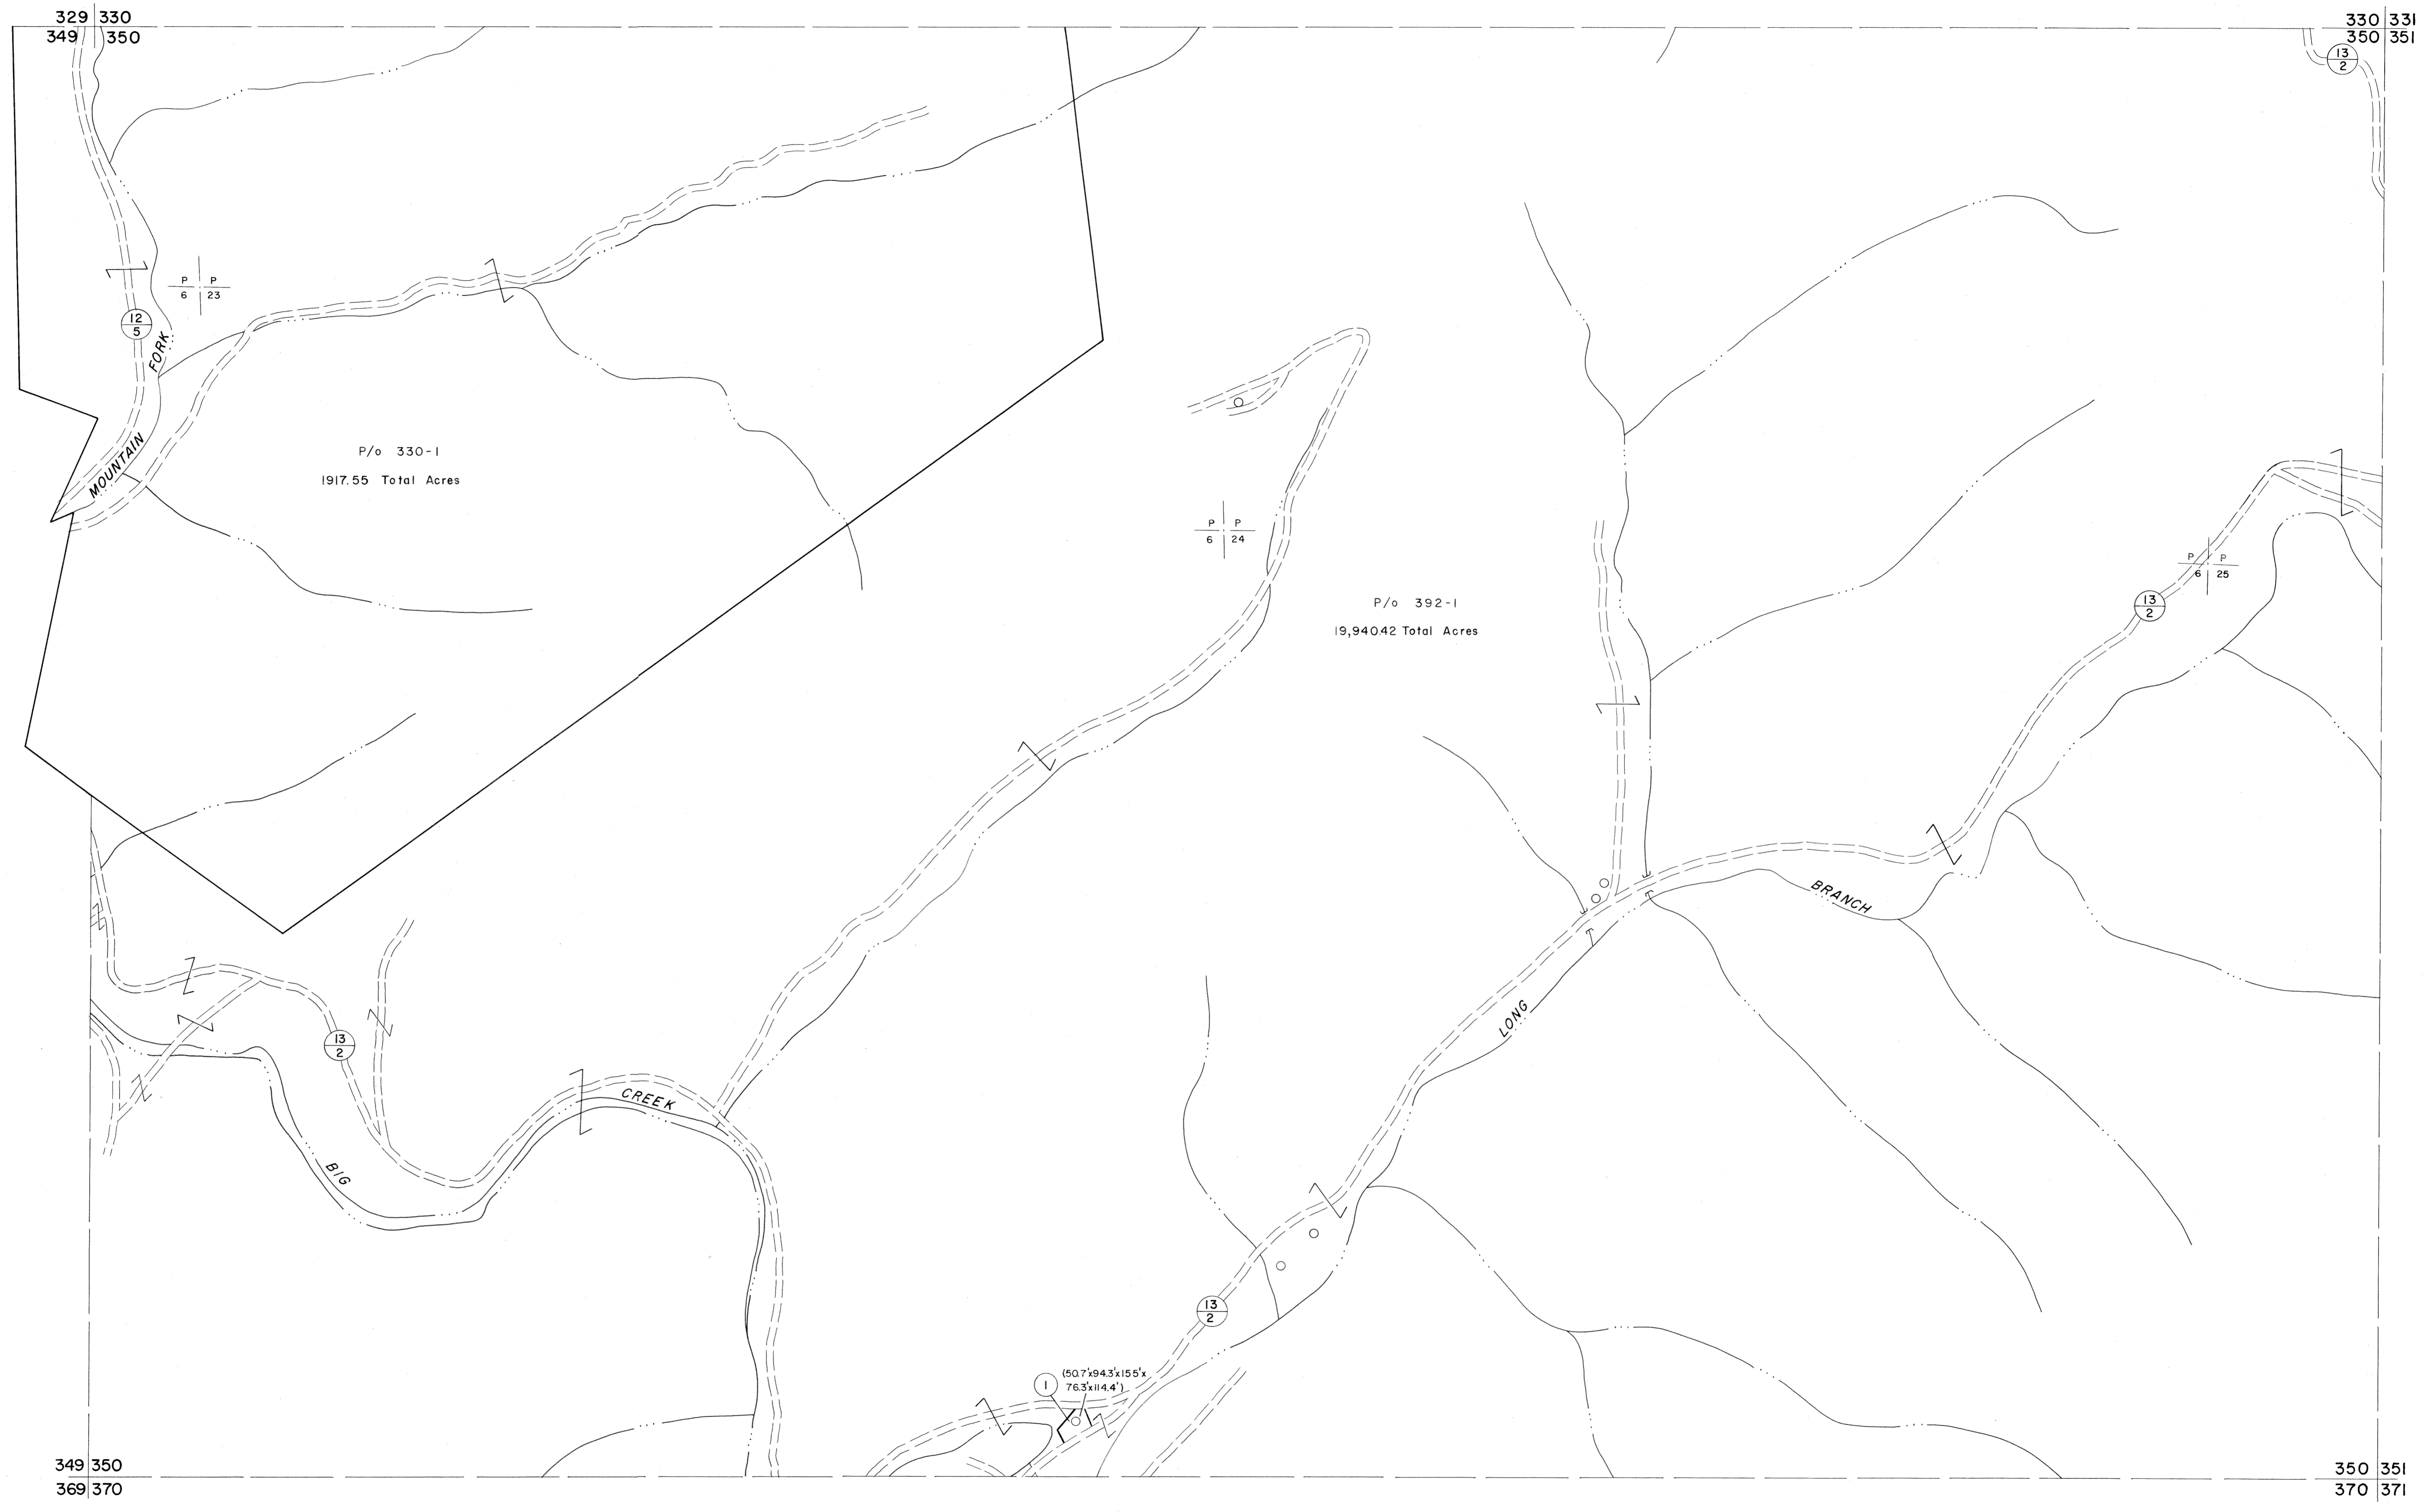 329 330
349 350
330 331
350 351
13
2
P P
6 23
12
5
FORK
MOUNTAIN
P/o 330-1
1917.55 Total Acres
P P
6 24
P/o 392-1
19,940.42 Total Acres
P P
6 25
13
2
BRANCH
LONG
13
2
CREEK
BIG
13
2
1
(50.7'x94.3'x155'x
76.3'x114.4')
349 350
369 370
350 351
370 371